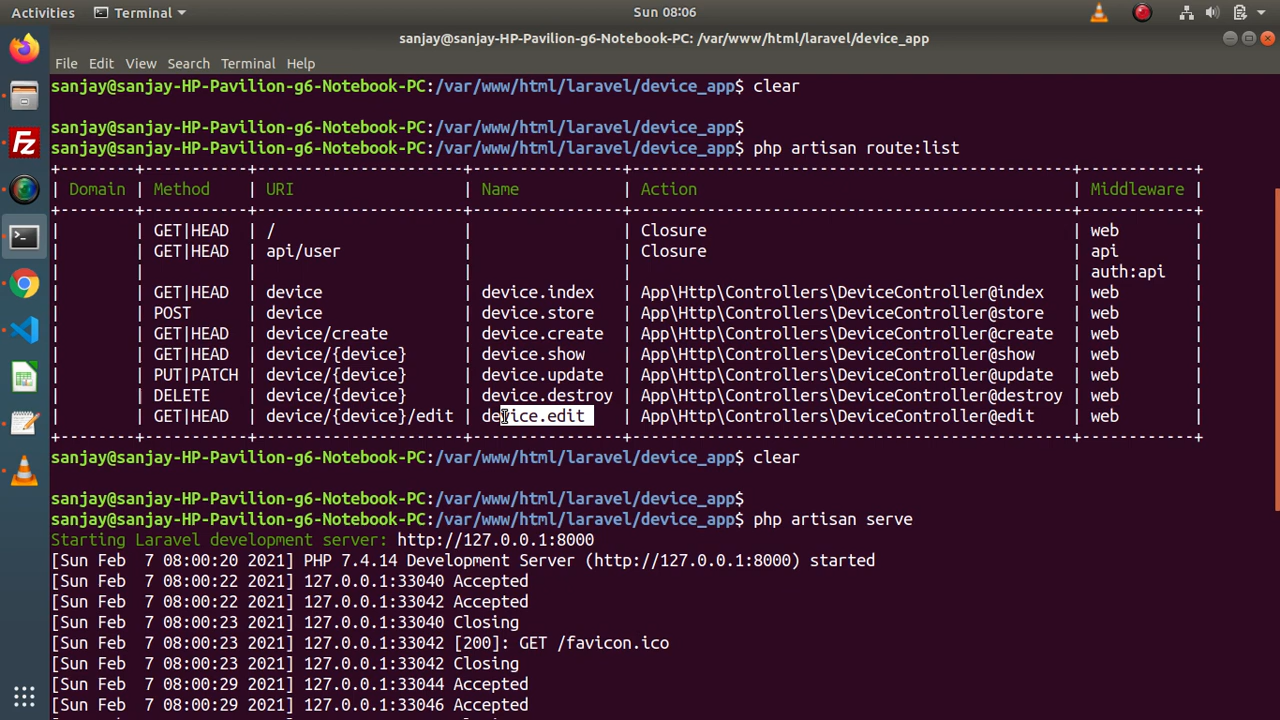 Activities Terminal Sun 08:06
sanjay@sanjay-HP-Pavilion-g6-Notebook-PC: /var/www/html/laravel/device_app
File Edit View Search Terminal Help
sanjay@sanjay-HP-Pavilion-g6-Notebook-PC:/var/www/html/laravel/device_app$ clear
sanjay@sanjay-HP-Pavilion-g6-Notebook-PC:/var/www/html/laravel/device_app$
sanjay@sanjay-HP-Pavilion-g6-Notebook-PC:/var/www/html/laravel/device_app$ php artisan route:list
+--------+-----------+----------------------+----------------+-----------------------------------------------+------------+
| Domain | Method | URI | Name | Action | Middleware |
+--------+-----------+----------------------+----------------+-----------------------------------------------+------------+
| | GET|HEAD | / | | Closure | web |
| | GET|HEAD | api/user | | Closure | api |
| | | | | | auth:api |
| | GET|HEAD | device | device.index | App\Http\Controllers\DeviceController@index | web |
| | POST | device | device.store | App\Http\Controllers\DeviceController@store | web |
| | GET|HEAD | device/create | device.create | App\Http\Controllers\DeviceController@create | web |
| | GET|HEAD | device/{device} | device.show | App\Http\Controllers\DeviceController@show | web |
| | PUT|PATCH | device/{device} | device.update | App\Http\Controllers\DeviceController@update | web |
| | DELETE | device/{device} | device.destroy | App\Http\Controllers\DeviceController@destroy | web |
| | GET|HEAD | device/{device}/edit | device.edit | App\Http\Controllers\DeviceController@edit | web |
+--------+-----------+----------------------+----------------+-----------------------------------------------+------------+
sanjay@sanjay-HP-Pavilion-g6-Notebook-PC:/var/www/html/laravel/device_app$ clear
sanjay@sanjay-HP-Pavilion-g6-Notebook-PC:/var/www/html/laravel/device_app$
sanjay@sanjay-HP-Pavilion-g6-Notebook-PC:/var/www/html/laravel/device_app$ php artisan serve
Starting Laravel development server: http://127.0.0.1:8000
[Sun Feb  7 08:00:20 2021] PHP 7.4.14 Development Server (http://127.0.0.1:8000) started
[Sun Feb  7 08:00:22 2021] 127.0.0.1:33040 Accepted
[Sun Feb  7 08:00:22 2021] 127.0.0.1:33042 Accepted
[Sun Feb  7 08:00:23 2021] 127.0.0.1:33040 Closing
[Sun Feb  7 08:00:23 2021] 127.0.0.1:33042 [200]: GET /favicon.ico
[Sun Feb  7 08:00:23 2021] 127.0.0.1:33042 Closing
[Sun Feb  7 08:00:29 2021] 127.0.0.1:33044 Accepted
[Sun Feb  7 08:00:29 2021] 127.0.0.1:33046 Accepted